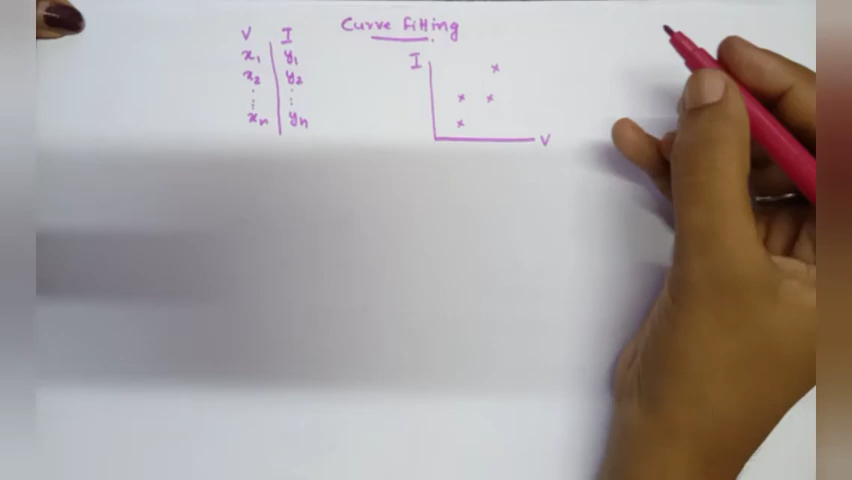 Curve fitting
V I
x₁ y₁
x₂ y₂
⋮ ⋮
xₙ yₙ
I
V